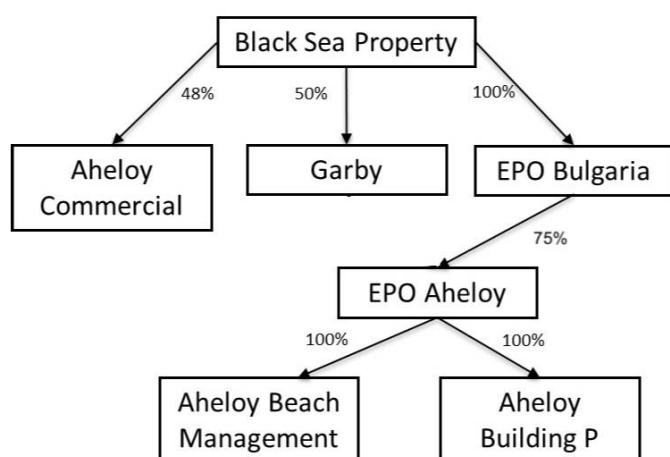 Black Sea Property
48%
50%
100%
Aheloy
Commercial
Garby
EPO Bulgaria
75%
EPO Aheloy
100%
100%
Aheloy Beach
Management
Aheloy
Building P